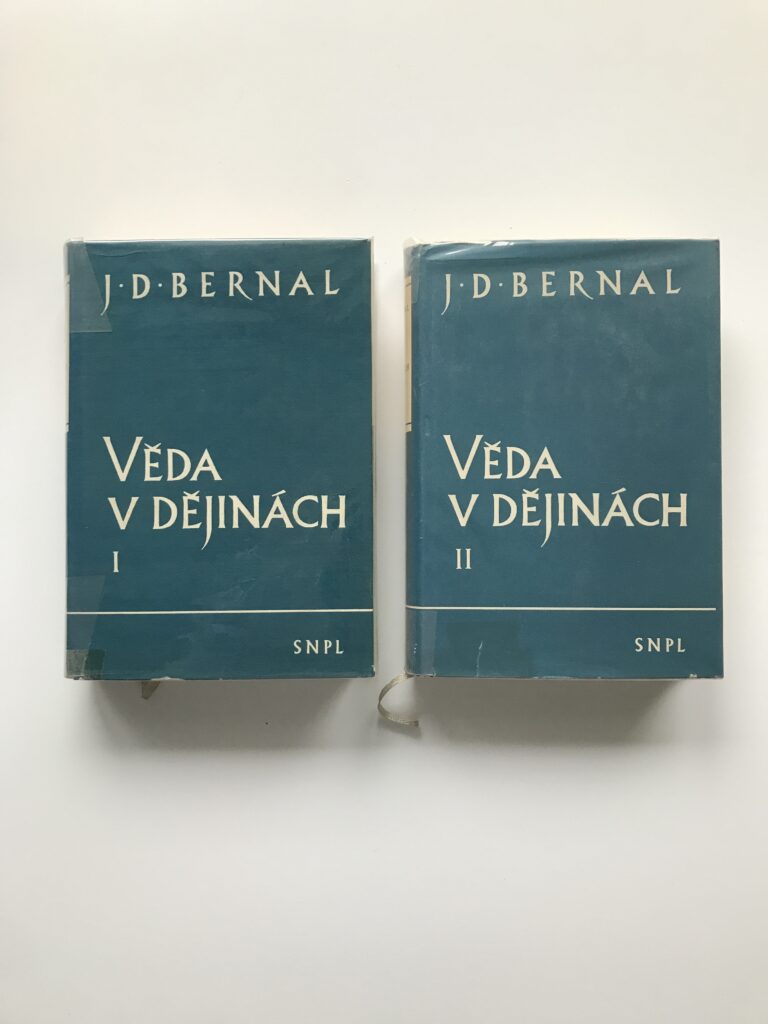 J·D·BERNAL
VĚDA
V DĚJINÁCH
I
SNPL
J·D·BERNAL
VĚDA
V DĚJINÁCH
II
SNPL